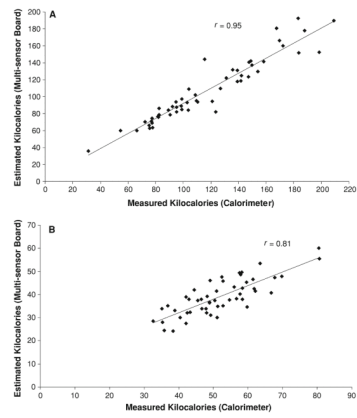 A
r = 0.95
200
180
160
140
120
100
80
60
40
20
0
Estimated Kilocalories (Multi-sensor Board)
0 20 40 60 80 100 120 140 160 180 200 220
Measured Kilocalories (Calorimeter)
B
r = 0.81
70
60
50
40
30
20
10
0
Estimated Kilocalories (Multi-sensor Board)
0 10 20 30 40 50 60 70 80 90
Measured Kilocalories (Calorimeter)